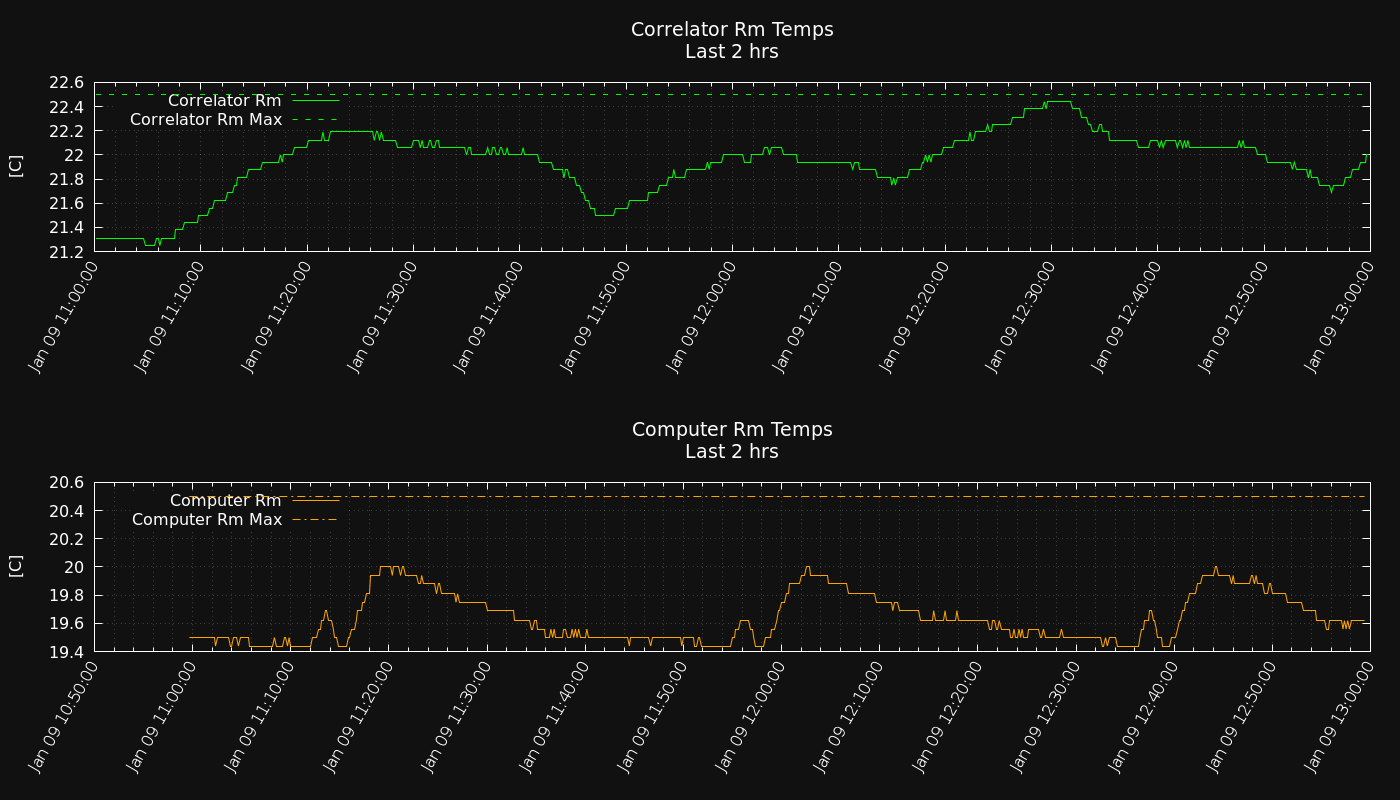 Correlator Rm Temps
Last 2 hrs
22.6
22.4
22.2
22
21.8
21.6
21.4
21.2
[C]
Correlator Rm
Correlator Rm Max
Jan 09 11:00:00
Jan 09 11:10:00
Jan 09 11:20:00
Jan 09 11:30:00
Jan 09 11:40:00
Jan 09 11:50:00
Jan 09 12:00:00
Jan 09 12:10:00
Jan 09 12:20:00
Jan 09 12:30:00
Jan 09 12:40:00
Jan 09 12:50:00
Jan 09 13:00:00
Computer Rm Temps
Last 2 hrs
20.6
20.4
20.2
20
19.8
19.6
19.4
[C]
Computer Rm
Computer Rm Max
Jan 09 10:50:00
Jan 09 11:00:00
Jan 09 11:10:00
Jan 09 11:20:00
Jan 09 11:30:00
Jan 09 11:40:00
Jan 09 11:50:00
Jan 09 12:00:00
Jan 09 12:10:00
Jan 09 12:20:00
Jan 09 12:30:00
Jan 09 12:40:00
Jan 09 12:50:00
Jan 09 13:00:00